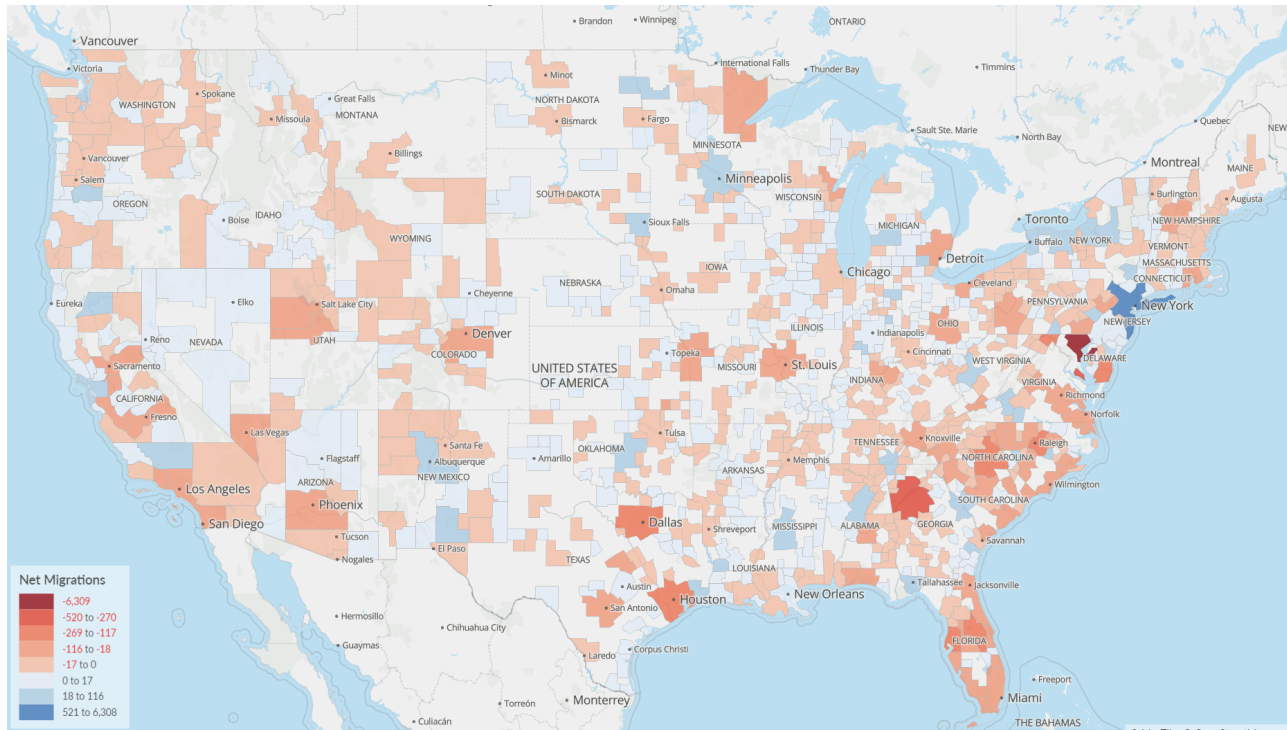 Brandon
Winnipeg
ONTARIO
Vancouver
Victoria
International Falls
Thunder Bay
Timmins
Minot
Spokane
WASHINGTON
Great Falls
NORTH DAKOTA
MONTANA
Missoula
Bismarck
Fargo
Quebec
NEW
Sault Ste. Marie
North Bay
MINNESOTA
Montreal
Vancouver
Billings
MAINE
Salem
Minneapolis
Burlington
SOUTH DAKOTA
WISCONSIN
Augusta
OREGON
IDAHO
Boise
Sioux Falls
MICHIGAN
Toronto
NEW HAMPSHIRE
WYOMING
Buffalo
NEW YORK
VERMONT
Detroit
MASSACHUSETTS
IOWA
Chicago
CONNECTICUT
NEBRASKA
Cleveland
Cheyenne
Omaha
Eureka
Elko
Salt Lake City
PENNSYLVANIA
New York
NEW JERSEY
Reno
NEVADA
UTAH
Denver
ILLINOIS
Indianapolis
OHIO
COLORADO
Topeka
Cincinnati
WEST VIRGINIA
DELAWARE
Sacramento
UNITED STATES
OF AMERICA
MISSOURI
St. Louis
INDIANA
VIRGINIA
CALIFORNIA
Richmond
Fresno
Norfolk
Las Vegas
Tulsa
TENNESSEE
Knoxville
Raleigh
Santa Fe
OKLAHOMA
NORTH CAROLINA
Flagstaff
Albuquerque
Amarillo
Memphis
ARKANSAS
NEW MEXICO
ARIZONA
Los Angeles
Wilmington
SOUTH CAROLINA
Phoenix
San Diego
Dallas
MISSISSIPPI
ALABAMA
GEORGIA
Shreveport
Tucson
Savannah
El Paso
Nogales
TEXAS
LOUISIANA
Tallahassee
Jacksonville
Austin
New Orleans
Houston
San Antonio
Hermosillo
Chihuahua City
FLORIDA
Guaymas
Laredo
Corpus Christi
Freeport
Monterrey
Miami
Torreón
Culiacán
THE BAHAMAS
Net Migrations
-6,309
-520 to -270
-269 to -117
-116 to -18
-17 to 0
0 to 17
18 to 116
521 to 6,308